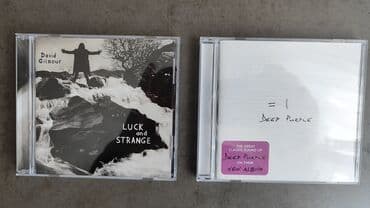 David
Gilmour
LUCK and
STRANGE
= 1
DEEP PURPLE
THE GREAT
CLASSIC SOUND OF
DEEP PURPLE
ON THEIR
NEW ALBUM